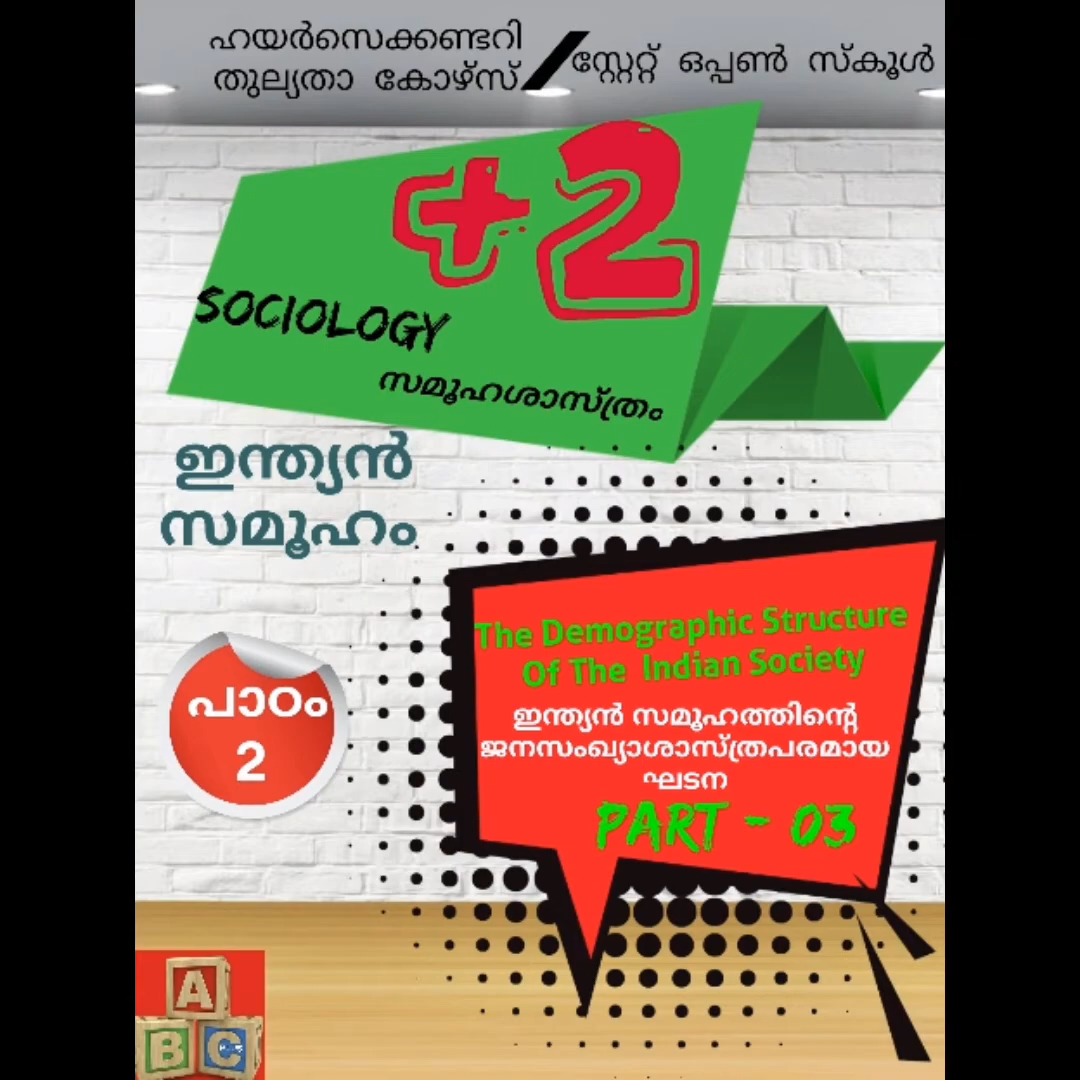 ഹയർസെക്കണ്ടറി
തുല്യതാ കോഴ്സ് / സ്റ്റേറ്റ് ഒപ്പൺ സ്കൂൾ
+2
SOCIOLOGY
സമൂഹശാസ്ത്രം
ഇന്ത്യൻ
സമൂഹം
പാഠം
2
The Demographic Structure
Of The Indian Society
ഇന്ത്യൻ സമൂഹത്തിന്റെ
ജനസംഖ്യാശാസ്ത്രപരമായ
ഘടന
PART - 03
A
B C